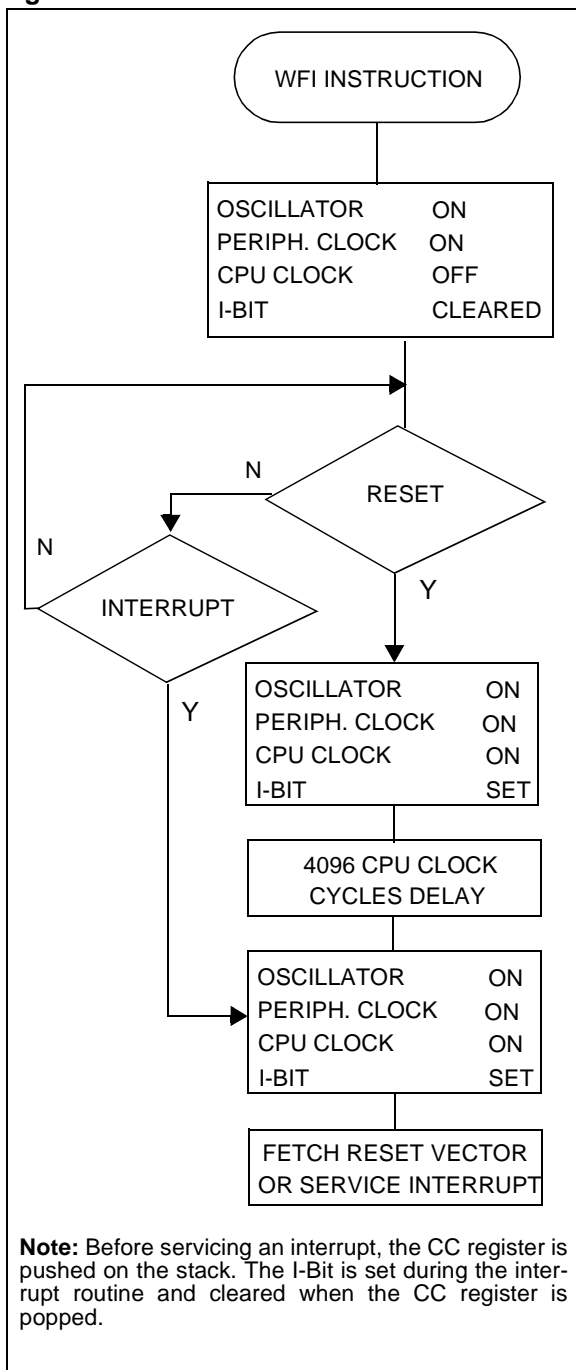 WFI INSTRUCTION
OSCILLATOR ON
PERIPH. CLOCK ON
CPU CLOCK OFF
I-BIT CLEARED
N
RESET
N
INTERRUPT
Y
Y
OSCILLATOR ON
PERIPH. CLOCK ON
CPU CLOCK ON
I-BIT SET
4096 CPU CLOCK
CYCLES DELAY
OSCILLATOR ON
PERIPH. CLOCK ON
CPU CLOCK ON
I-BIT SET
FETCH RESET VECTOR
OR SERVICE INTERRUPT
Note: Before servicing an interrupt, the CC register is
pushed on the stack. The I-Bit is set during the inter-
rupt routine and cleared when the CC register is
popped.